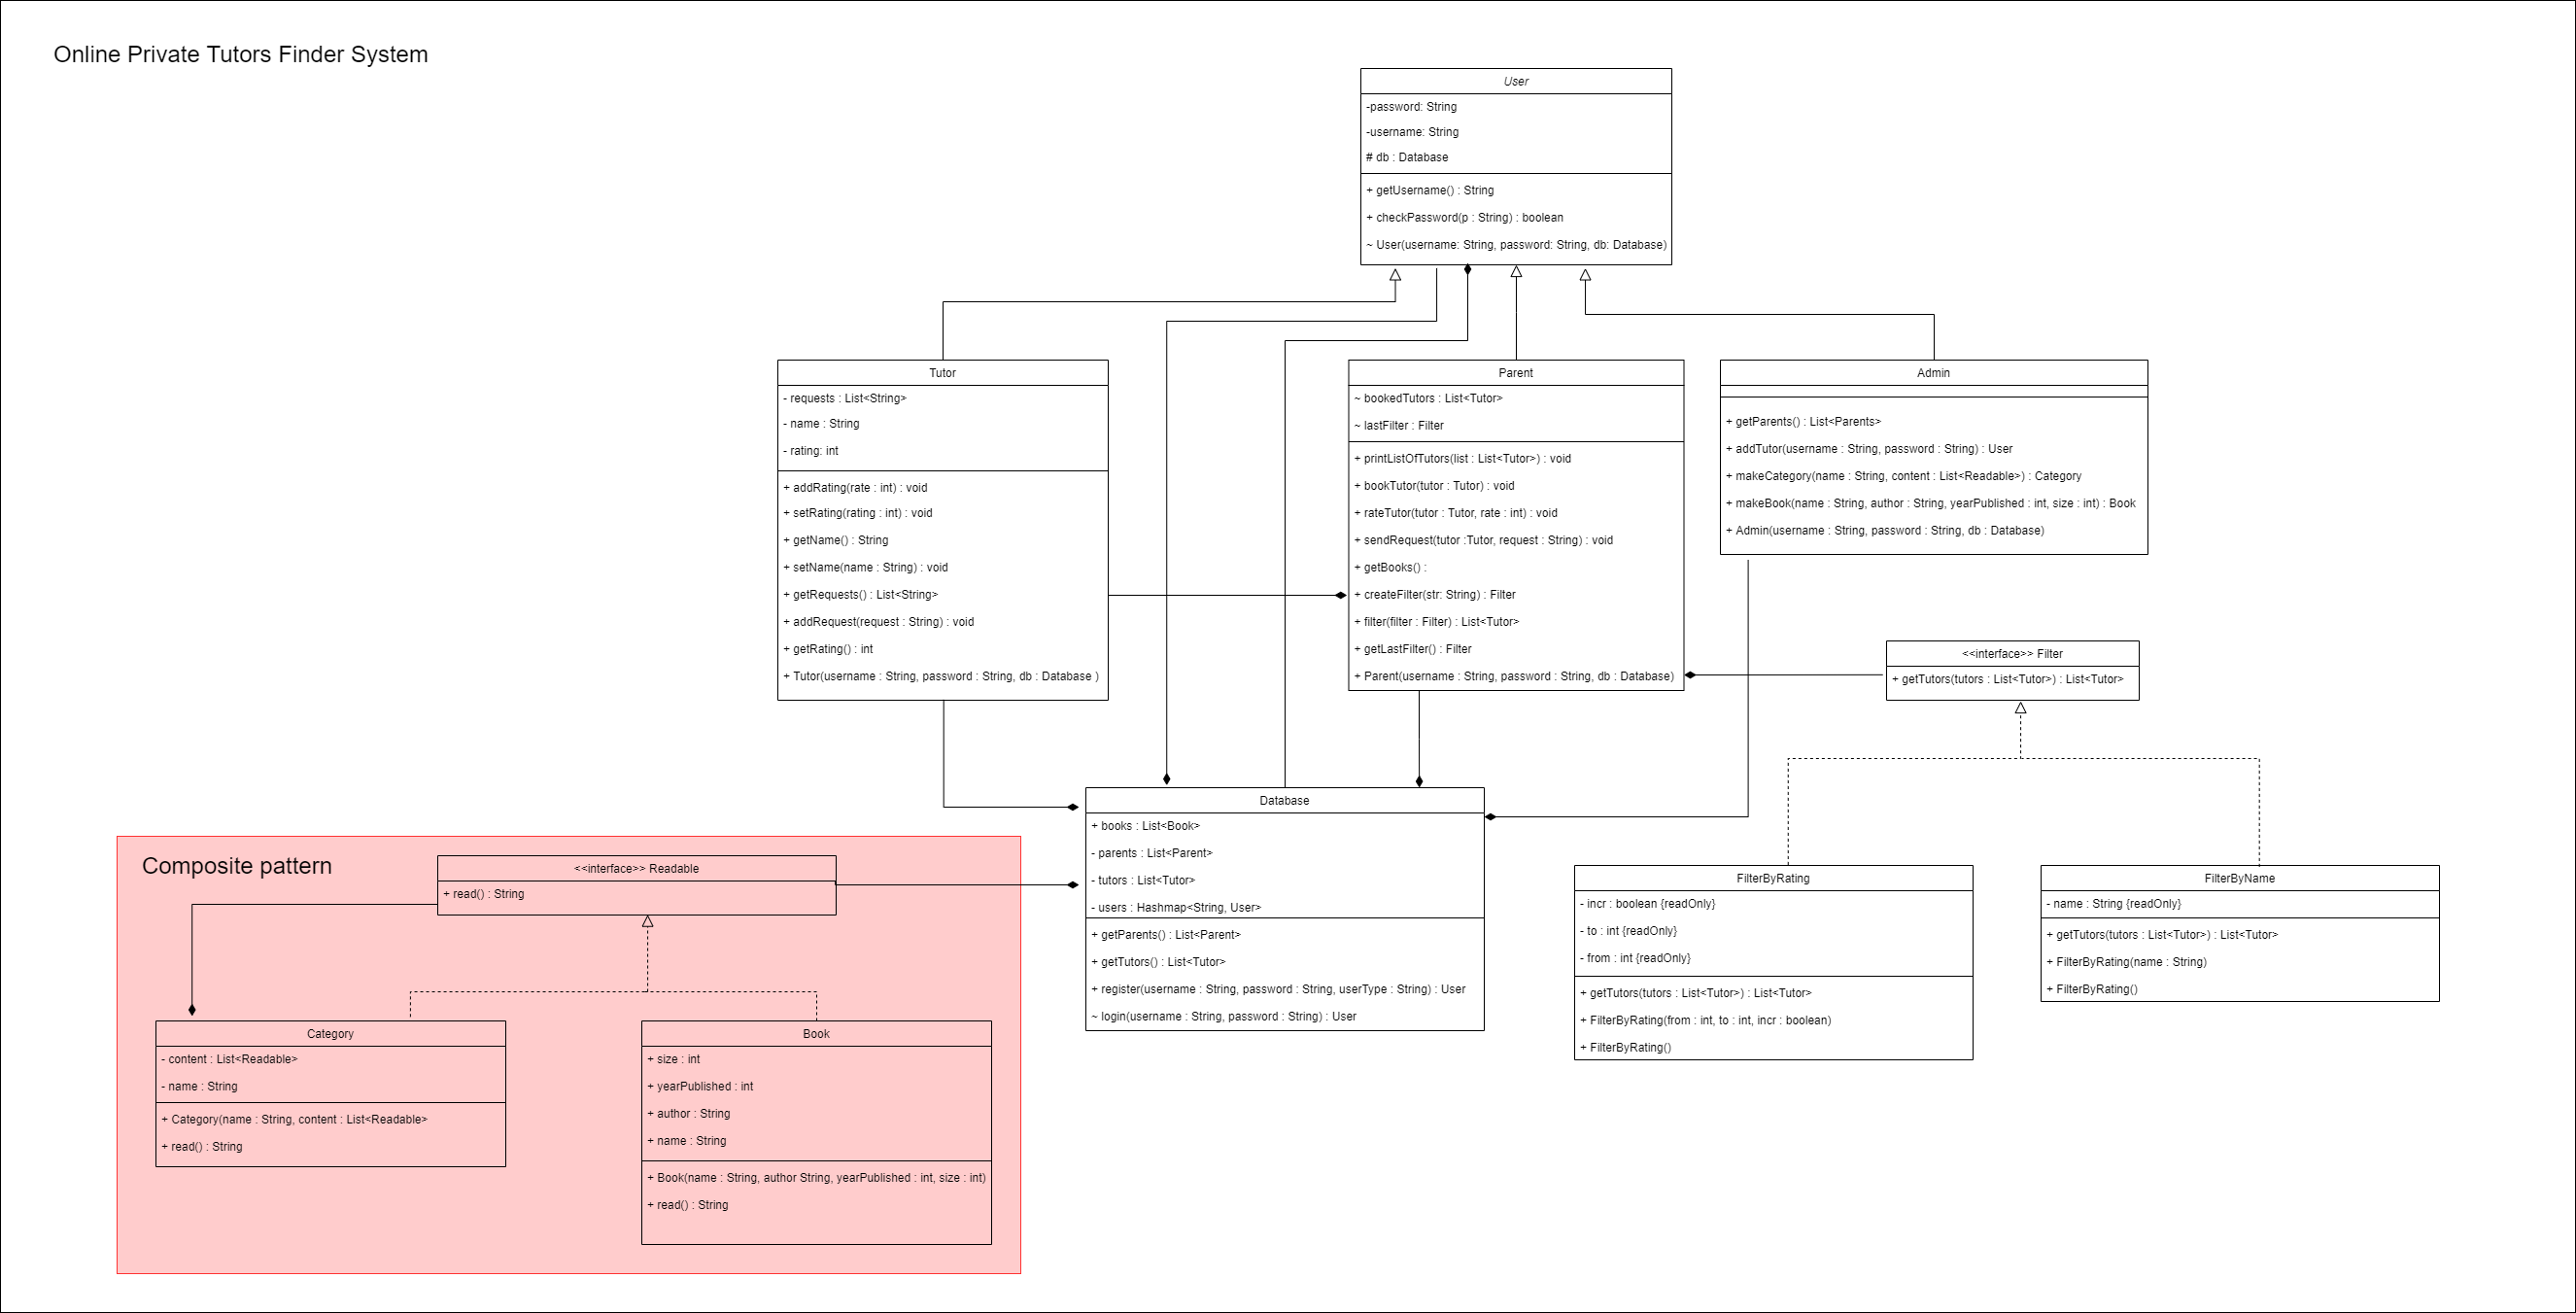 Online Private Tutors Finder System
User
-password: String
-username: String
# db : Database
+ getUsername() : String
+ checkPassword(p : String) : boolean
~ User(username: String, password: String, db: Database)
Tutor
- requests : List<String>
- name : String
- rating: int
+ addRating(rate : int) : void
+ setRating(rating : int) : void
+ getName() : String
+ setName(name : String) : void
+ getRequests() : List<String>
+ addRequest(request : String) : void
+ getRating() : int
+ Tutor(username : String, password : String, db : Database )
Parent
~ bookedTutors : List<Tutor>
~ lastFilter : Filter
+ printListOfTutors(list : List<Tutor>) : void
+ bookTutor(tutor : Tutor) : void
+ rateTutor(tutor : Tutor, rate : int) : void
+ sendRequest(tutor :Tutor, request : String) : void
+ getBooks() :
+ createFilter(str: String) : Filter
+ filter(filter : Filter) : List<Tutor>
+ getLastFilter() : Filter
+ Parent(username : String, password : String, db : Database)
Admin
+ getParents() : List<Parents>
+ addTutor(username : String, password : String) : User
+ makeCategory(name : String, content : List<Readable>) : Category
+ makeBook(name : String, author : String, yearPublished : int, size : int) : Book
+ Admin(username : String, password : String, db : Database)
<<interface>> Filter
+ getTutors(tutors : List<Tutor>) : List<Tutor>
Database
+ books : List<Book>
- parents : List<Parent>
- tutors : List<Tutor>
- users : Hashmap<String, User>
+ getParents() : List<Parent>
+ getTutors() : List<Tutor>
+ register(username : String, password : String, userType : String) : User
~ login(username : String, password : String) : User
Composite pattern
<<interface>> Readable
+ read() : String
Category
- content : List<Readable>
- name : String
+ Category(name : String, content : List<Readable>
+ read() : String
Book
+ size : int
+ yearPublished : int
+ author : String
+ name : String
+ Book(name : String, author String, yearPublished : int, size : int)
+ read() : String
FilterByRating
- incr : boolean {readOnly}
- to : int {readOnly}
- from : int {readOnly}
+ getTutors(tutors : List<Tutor>) : List<Tutor>
+ FilterByRating(from : int, to : int, incr : boolean)
+ FilterByRating()
FilterByName
- name : String {readOnly}
+ getTutors(tutors : List<Tutor>) : List<Tutor>
+ FilterByRating(name : String)
+ FilterByRating()